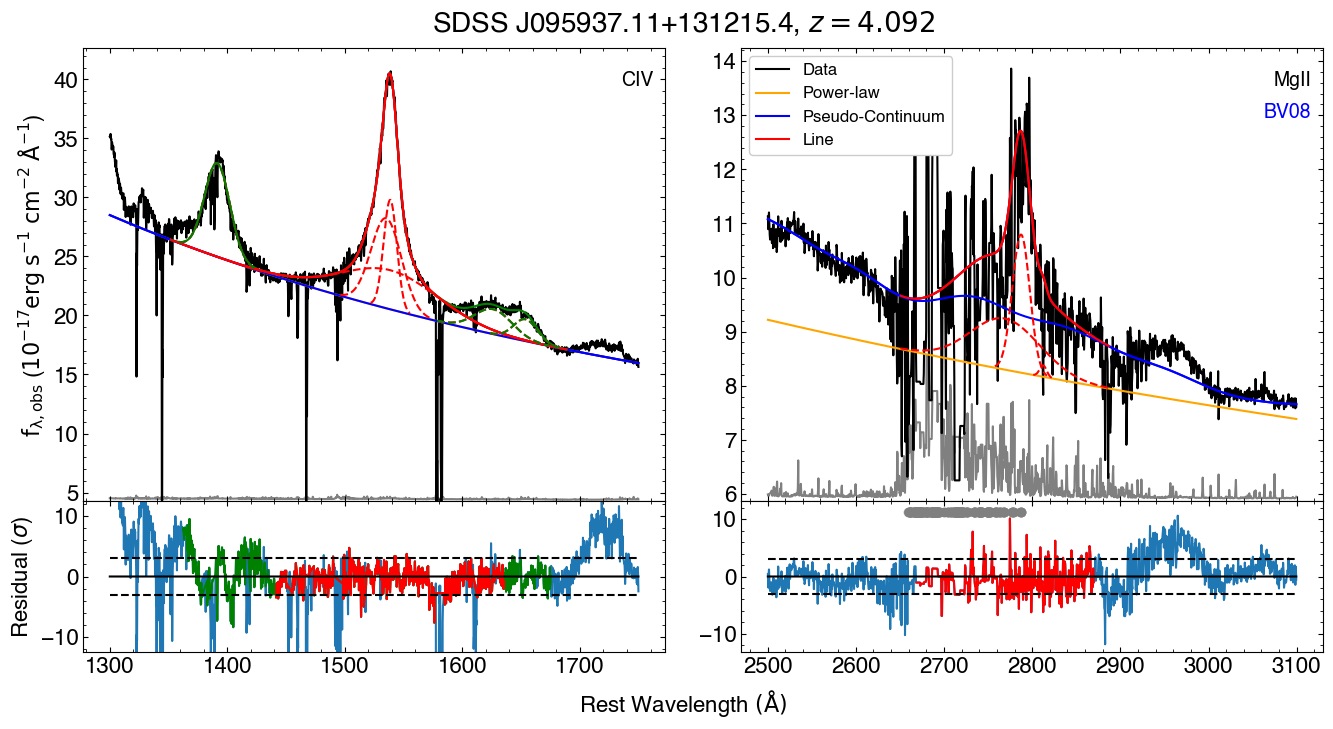 SDSS J095937.11+131215.4, z = 4.092
f_λ,obs (10⁻¹⁷erg s⁻¹ cm⁻² Å⁻¹)
40
35
30
25
20
15
10
5
CIV
14
13
12
11
10
9
8
7
6
Data
Power-law
Pseudo-Continuum
Line
MgII
BV08
Residual (σ)
10
0
−10
1300 1400 1500 1600 1700
10
0
−10
2500 2600 2700 2800 2900 3000 3100
Rest Wavelength (Å)